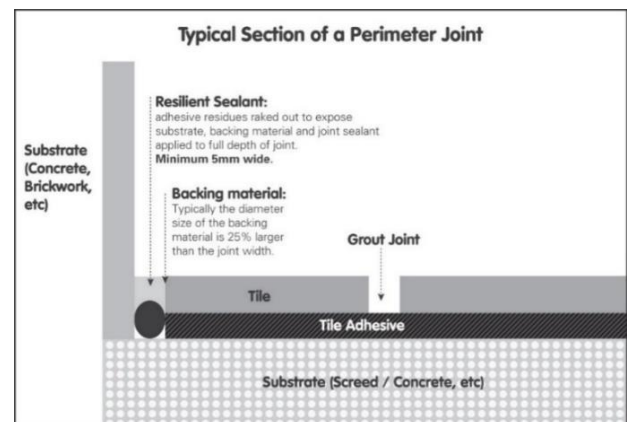 Typical Section of a Perimeter Joint
Resilient Sealant:
adhesive residues raked out to expose
substrate, backing material and joint sealant
applied to full depth of joint.
Minimum 5mm wide.
Substrate
(Concrete,
Brickwork,
etc)
Backing material:
Typically the diameter
size of the backing
material is 25% larger
than the joint width.
Grout Joint
Tile
Tile Adhesive
Substrate (Screed / Concrete, etc)